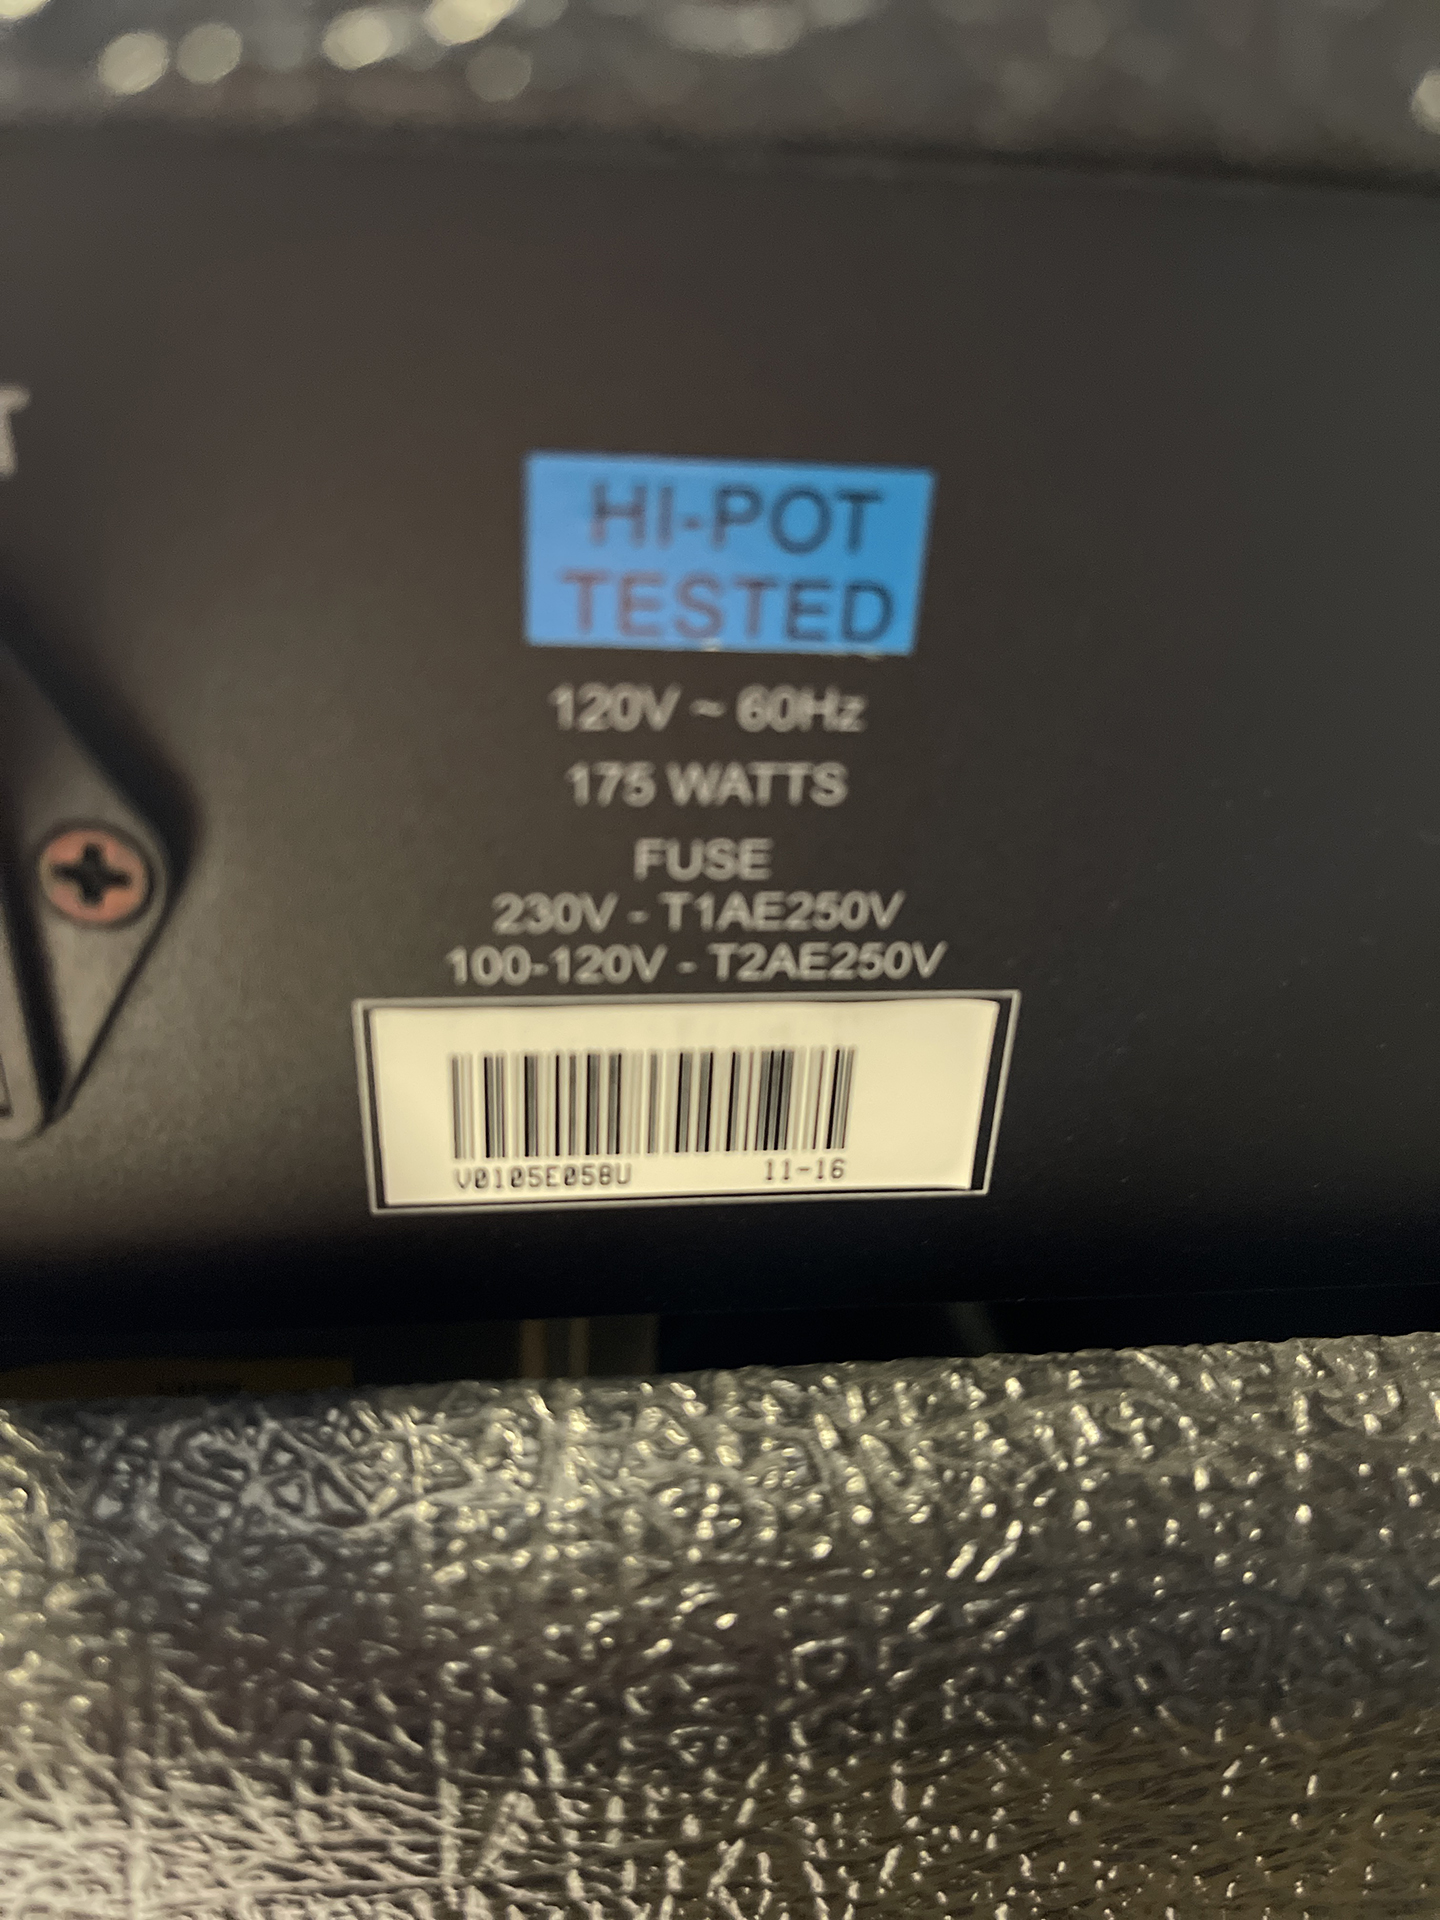 T
HI-POT
TESTED
120V ~ 60Hz
175 WATTS
FUSE
230V - T1AE250V
100-120V - T2AE250V
V0105E058U 11-16